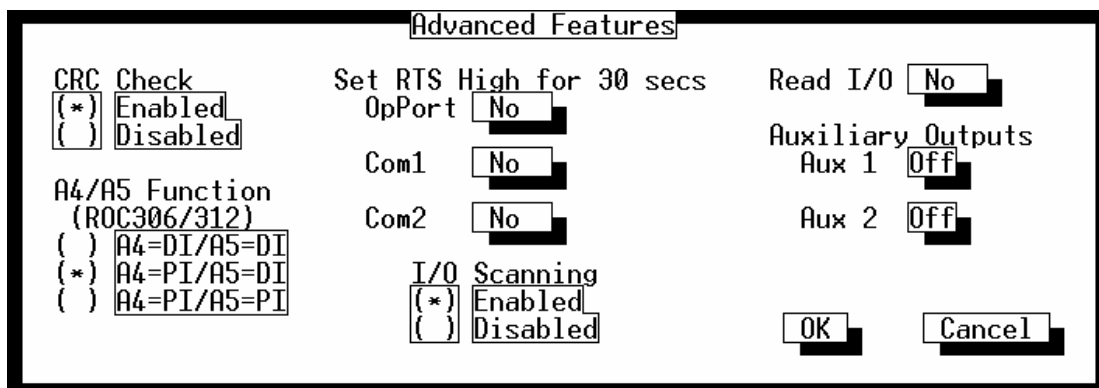 Advanced Features
CRC Check
(*) Enabled
( ) Disabled
A4/A5 Function
(ROC306/312)
( ) A4=DI/A5=DI
(*) A4=PI/A5=DI
( ) A4=PI/A5=PI
Set RTS High for 30 secs
OpPort No
Com1 No
Com2 No
I/O Scanning
(*) Enabled
( ) Disabled
Read I/O No
Auxiliary Outputs
Aux 1 Off
Aux 2 Off
OK Cancel